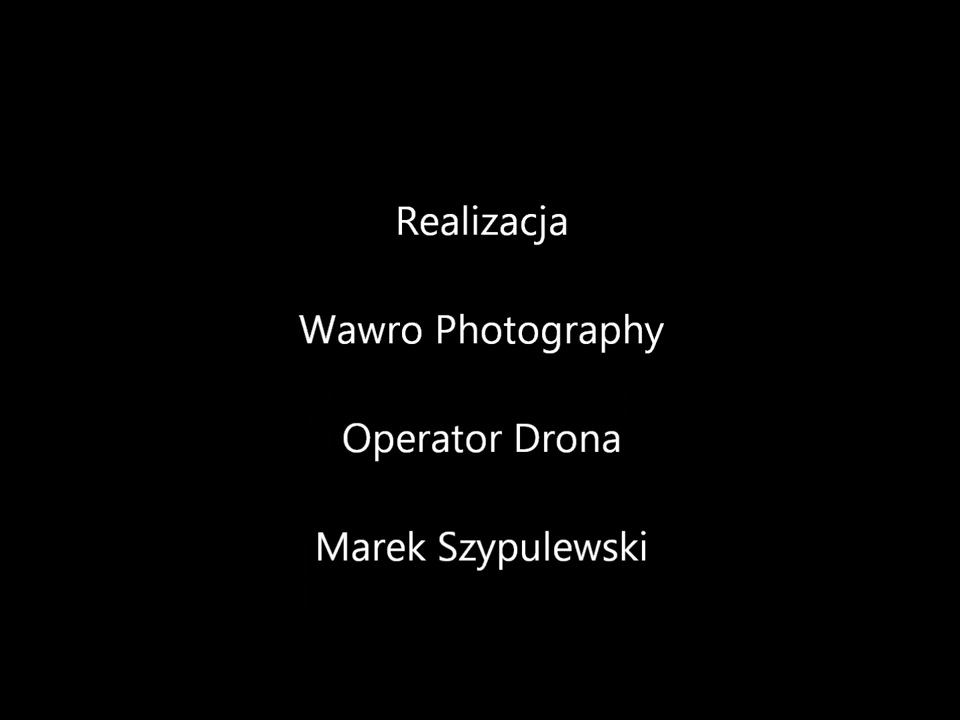 Realizacja
Wawro Photography
Operator Drona
Marek Szypulewski